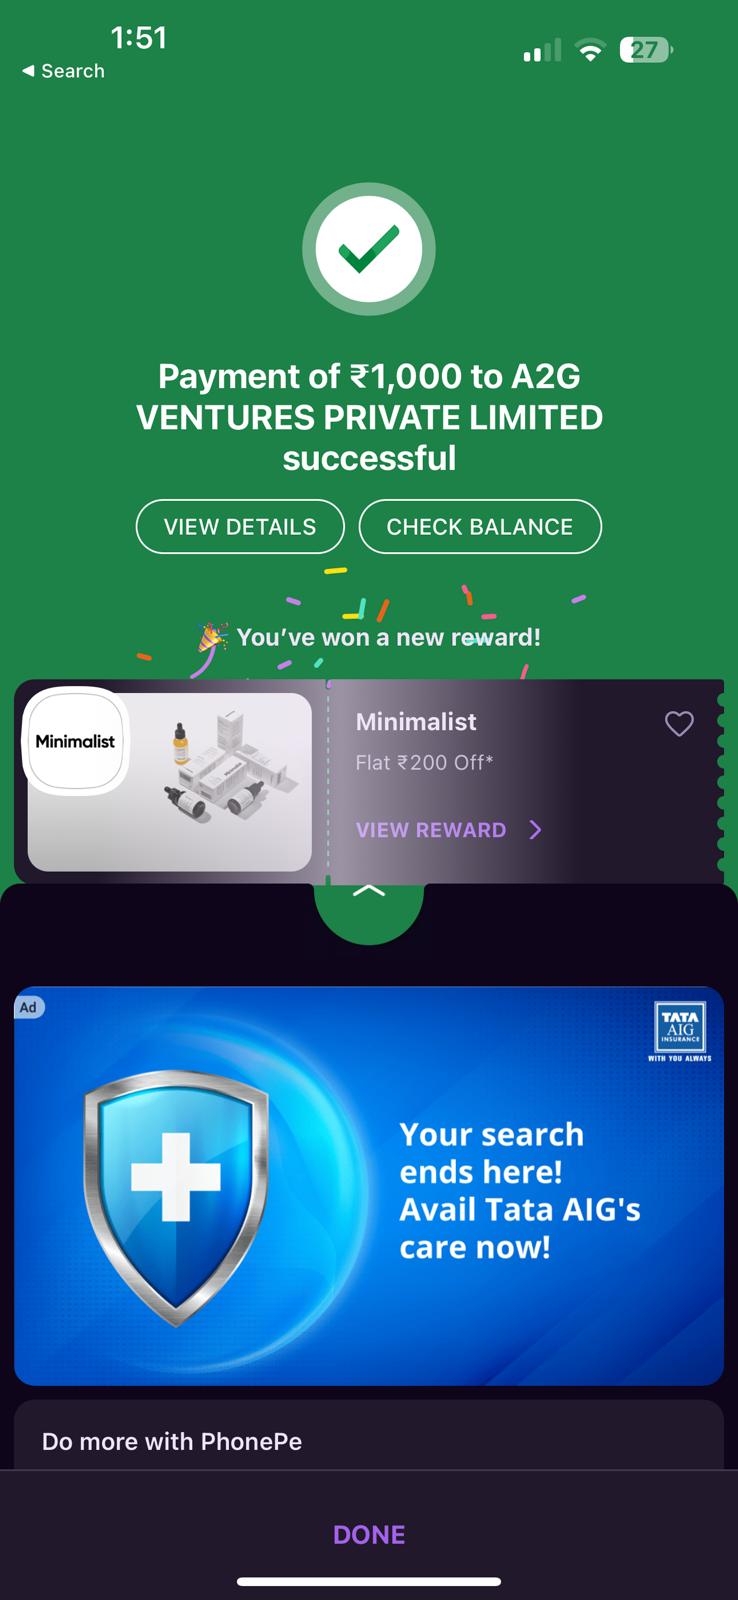 1:51
27
◀ Search
Payment of ₹1,000 to A2G
VENTURES PRIVATE LIMITED
successful
VIEW DETAILS
CHECK BALANCE
🎉 You’ve won a new reward!
Minimalist
Minimalist
Flat ₹200 Off*
VIEW REWARD
Ad
TATA
AIG
INSURANCE
WITH YOU ALWAYS
Your search
ends here!
Avail Tata AIG's
care now!
Do more with PhonePe
DONE